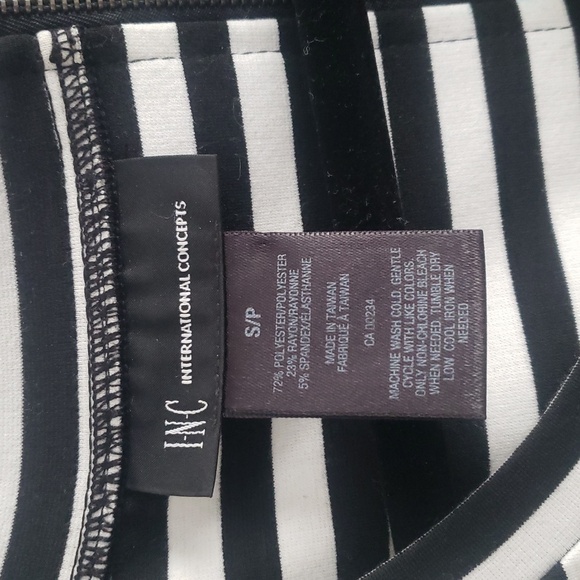 I·N·C
INTERNATIONAL CONCEPTS
S/P
72% POLYESTER/POLYESTER
23% RAYON/RAYONNE
5% SPANDEX/ÉLASTHANNE
MADE IN TAIWAN
FABRIQUÉ À TAIWAN
CA 00234
MACHINE WASH COLD, GENTLE
CYCLE WITH LIKE COLORS.
ONLY NON-CHLORINE BLEACH
WHEN NEEDED. TUMBLE DRY
LOW. COOL IRON WHEN
NEEDED.